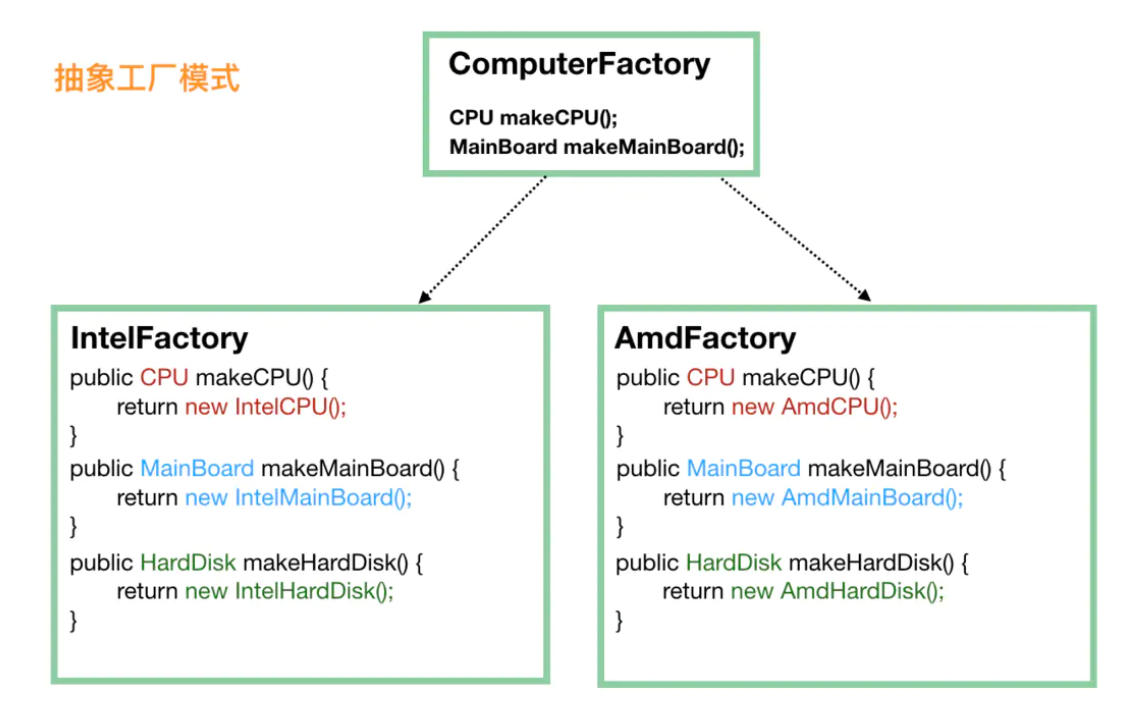 抽象工厂模式
ComputerFactory
CPU makeCPU();
MainBoard makeMainBoard();
IntelFactory
public CPU makeCPU() {
return new IntelCPU();
}
public MainBoard makeMainBoard() {
return new IntelMainBoard();
}
public HardDisk makeHardDisk() {
return new IntelHardDisk();
}
AmdFactory
public CPU makeCPU() {
return new AmdCPU();
}
public MainBoard makeMainBoard() {
return new AmdMainBoard();
}
public HardDisk makeHardDisk() {
return new AmdHardDisk();
}